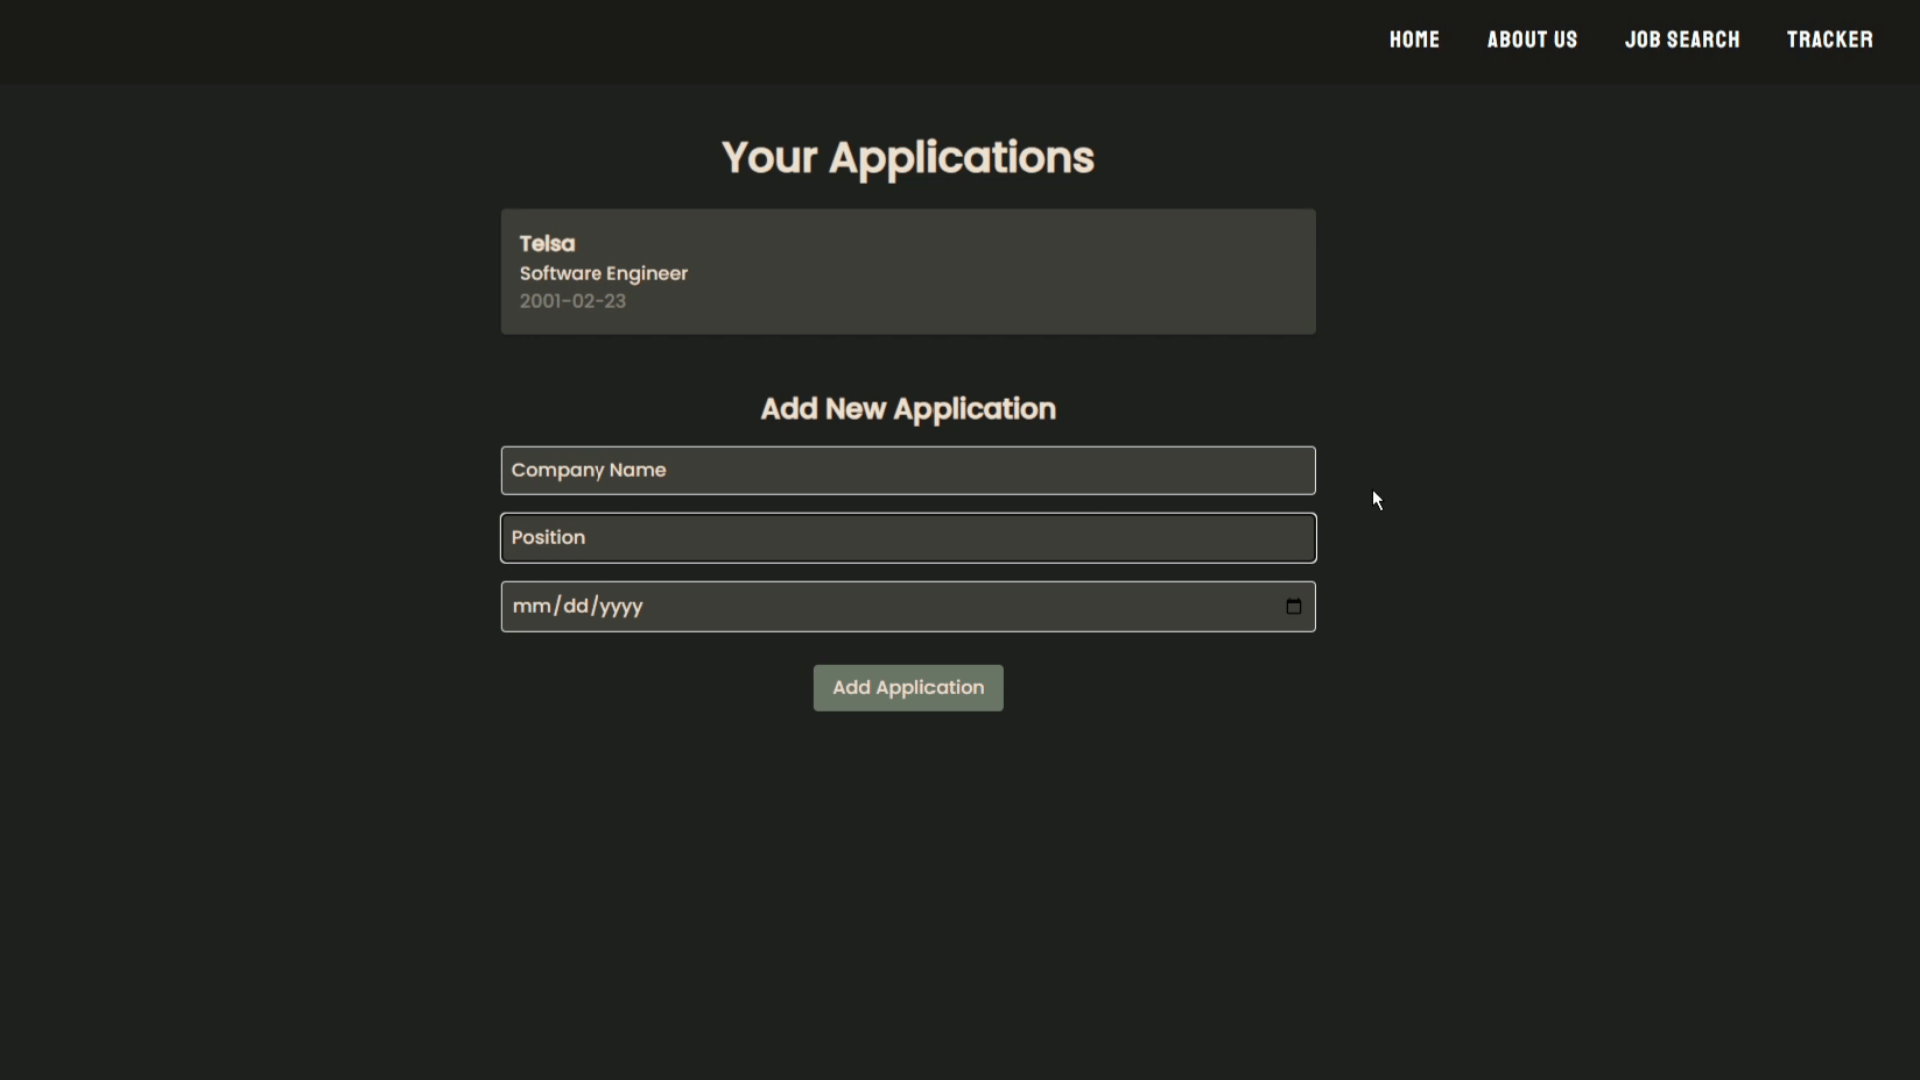 HOME ABOUT US JOB SEARCH TRACKER
Your Applications
Telsa
Software Engineer
2001-02-23
Add New Application
Company Name
Position
mm/dd/yyyy
Add Application